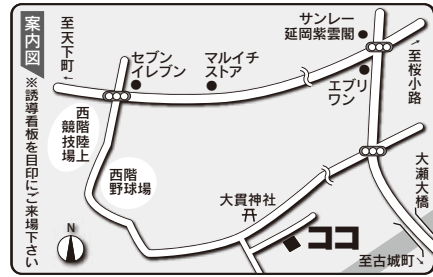 案内図
※誘導看板を目印にご来場下さい
至天下町
セブン
イレブン
マルイチ
ストア
サンレー
延岡紫雲閣
至桜小路
エブリ
ワン
西階陸上
競技場
西階
野球場
大貫神社
大瀬大橋
ココ
至古城町
N